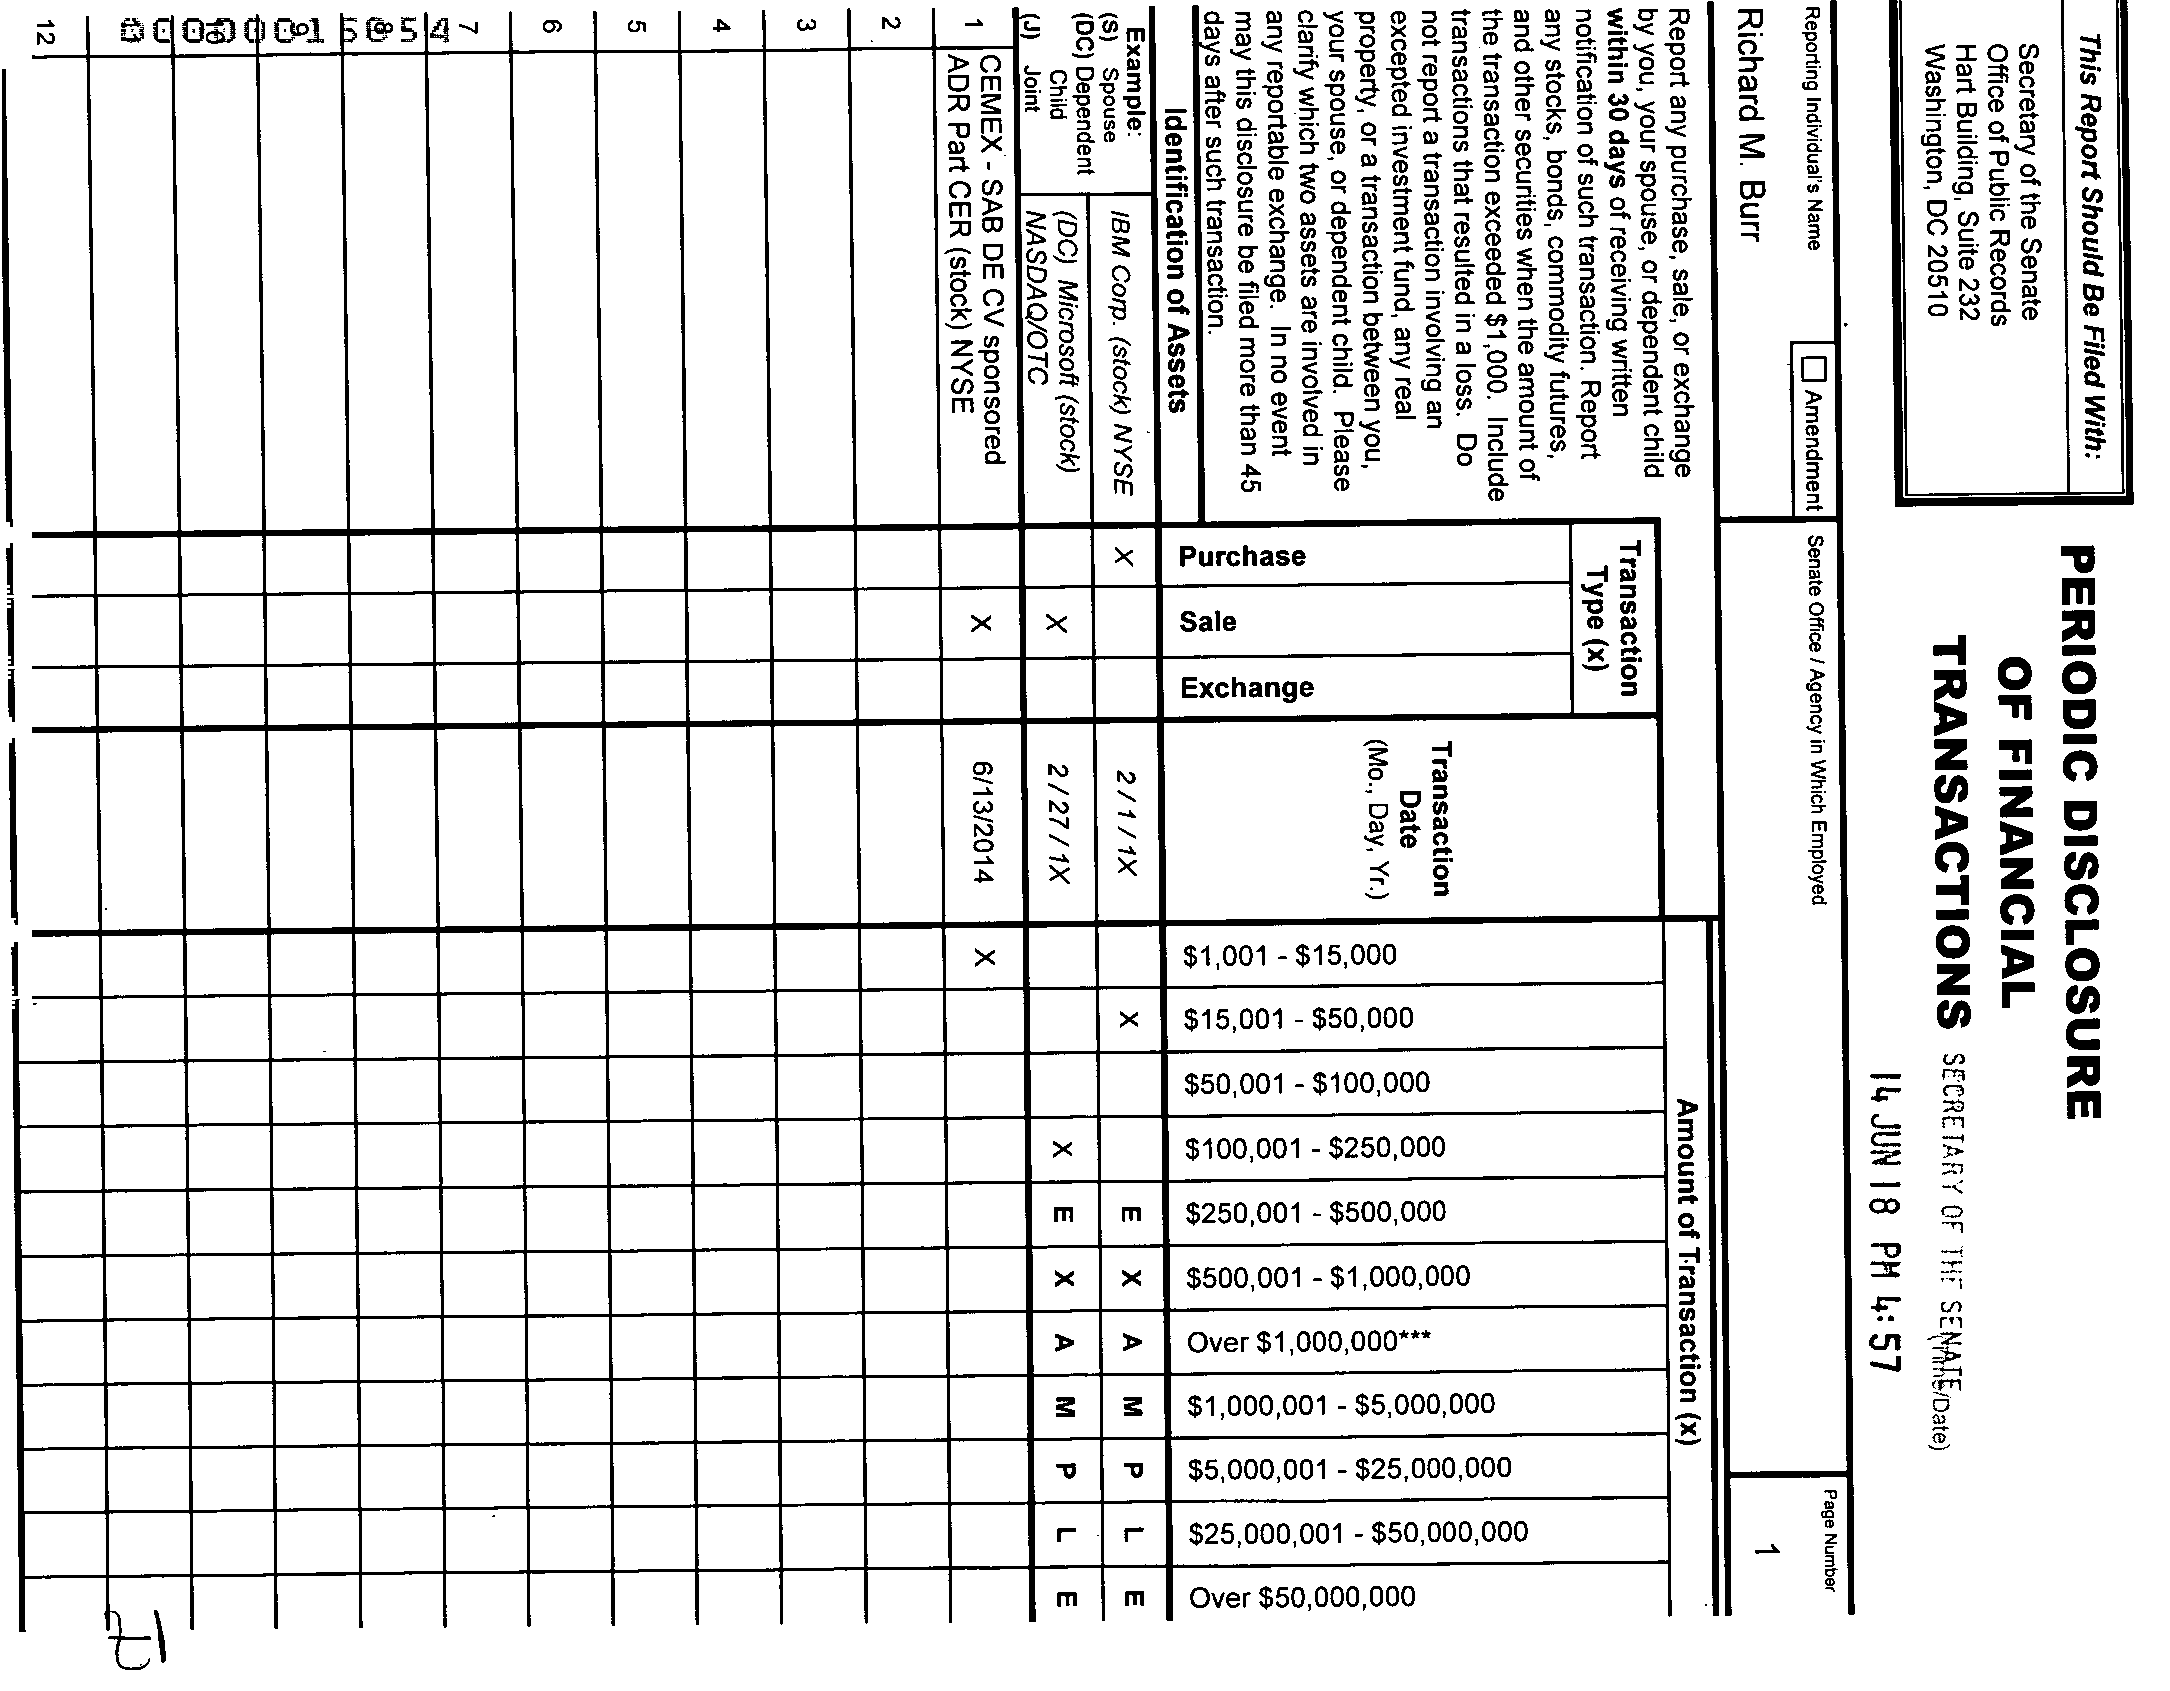 This Report Should Be Filed With:
Secretary of the Senate
Office of Public Records
Hart Building, Suite 232
Washington, DC 20510
PERIODIC DISCLOSURE
OF FINANCIAL
TRANSACTIONS
SECRETARY OF THE SENATE
14 JUN 18 PM 4:57
Reporting Individual's Name
Richard M. Burr
Amendment
Senate Office / Agency in Which Employed
Page Number
1
Report any purchase, sale, or exchange
by you, your spouse, or dependent child
within 30 days of receiving written
notification of such transaction. Report
any stocks, bonds, commodity futures,
and other securities when the amount of
the transaction exceeded $1,000. Include
transactions that resulted in a loss. Do
not report a transaction involving an
excepted investment fund, any real
property, or a transaction between you,
your spouse, or dependent child. Please
clarify which two assets are involved in
any reportable exchange. In no event
may this disclosure be filed more than 45
days after such transaction.
Transaction
Type (x)
Purchase
Sale
Exchange
Transaction
Date
(Mo., Day, Yr.)
Amount of Transaction (x)
$1,001 - $15,000
$15,001 - $50,000
$50,001 - $100,000
$100,001 - $250,000
$250,001 - $500,000
$500,001 - $1,000,000
Over $1,000,000***
$1,000,001 - $5,000,000
$5,000,001 - $25,000,000
$25,000,001 - $50,000,000
Over $50,000,000
Identification of Assets
Example:
(S) Spouse
(DC) Dependent
Child
(J) Joint
IBM Corp. (stock) NYSE X 2 / 1 / 1X X E X A M P L E
(DC) Microsoft (stock)
NASDAQ/OTC X 2 / 27 / 1X X E X A M P L E
1 CEMEX - SAB DE CV sponsored
ADR Part CER (stock) NYSE X 6/13/2014 X
2
3
4
5
6
7
8
9
10
12